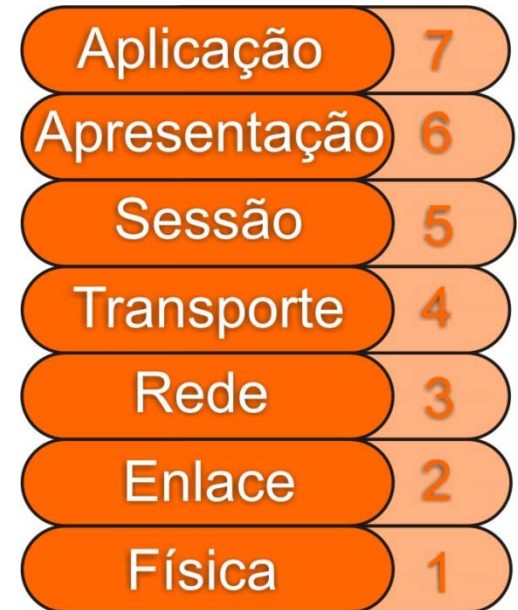 Aplicação 7
Apresentação 6
Sessão 5
Transporte 4
Rede 3
Enlace 2
Física 1